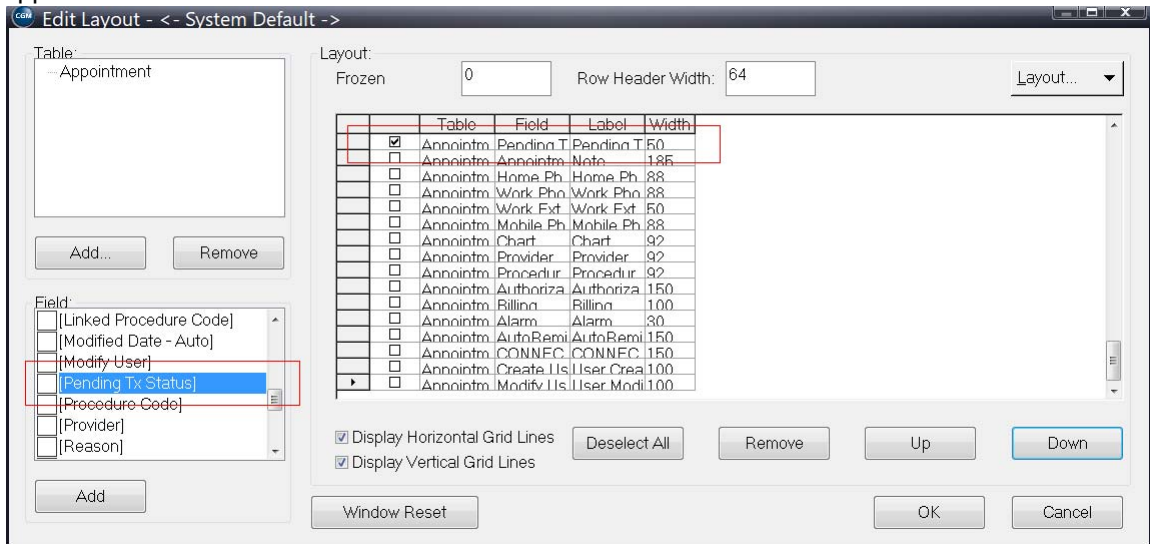 CGM Edit Layout - <- System Default ->
Table:
Appointment
Add... Remove
Field:
[Linked Procedure Code]
[Modified Date - Auto]
[Modify User]
[Pending Tx Status]
[Procedure Code]
[Provider]
[Reason]
Add
Layout:
Frozen 0 Row Header Width: 64 Layout...
Table Field Label Width
Appointm Pending T Pending T 50
Appointm Appointm Note 185
Appointm Home Ph Home Ph 88
Appointm Work Pho Work Pho 88
Appointm Work Ext Work Ext 50
Appointm Mobile Ph Mobile Ph 88
Appointm Chart Chart 92
Appointm Provider Provider 92
Appointm Procedur Procedur 92
Appointm Authoriza Authoriza 150
Appointm Billing Billing 100
Appointm Alarm Alarm 30
Appointm AutoRemi AutoRemi 150
Appointm CONNEC CONNEC 150
Appointm Create Us User Crea 100
Appointm Modify Us User Modi 100
Display Horizontal Grid Lines
Display Vertical Grid Lines
Deselect All Remove Up Down
Window Reset OK Cancel